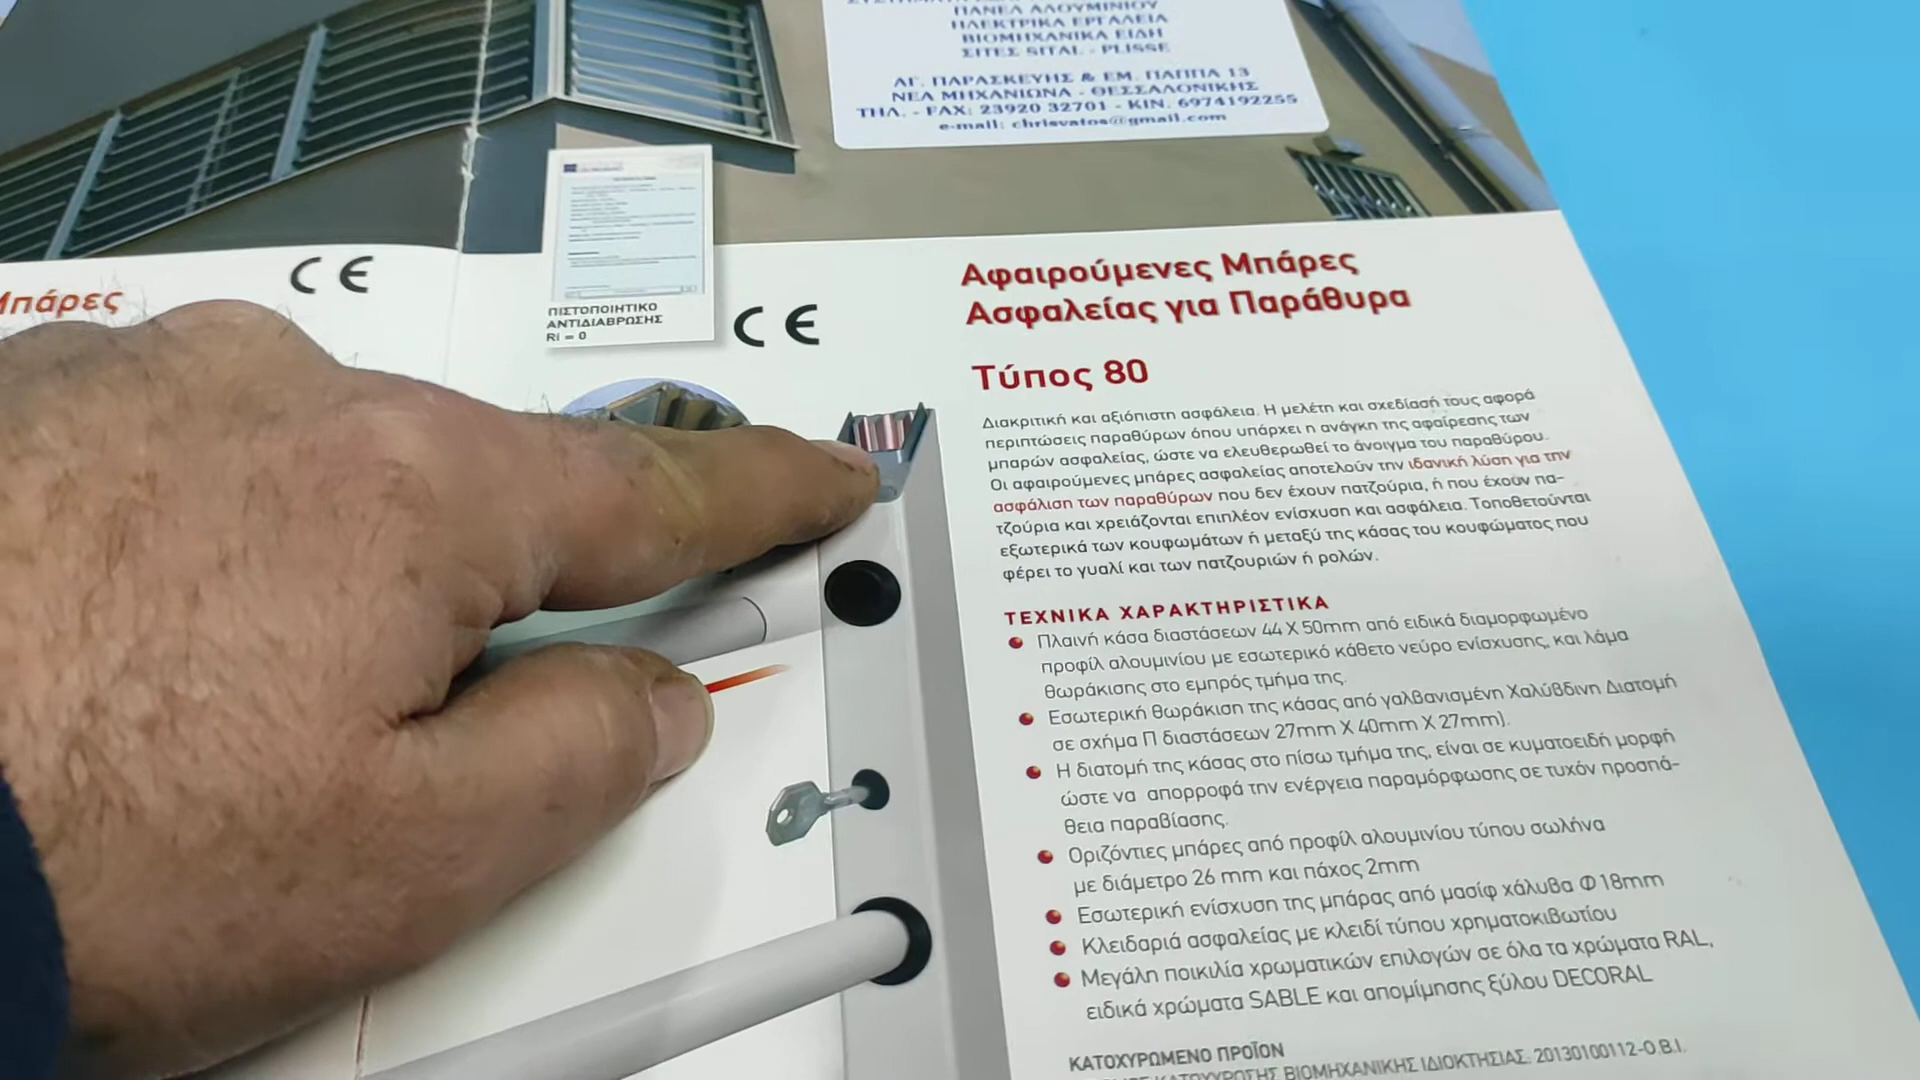 ΠΑΝΕΛ ΑΛΟΥΜΙΝΙΟΥ
ΗΛΕΚΤΡΙΚΑ ΕΡΓΑΛΕΙΑ
ΒΙΟΜΗΧΑΝΙΚΑ ΕΙΔΗ
ΣΙΤΕΣ SITAL - PLISSE
ΑΓ. ΠΑΡΑΣΚΕΥΗΣ & ΕΜ. ΠΑΠΠΑ 13
ΝΕΑ ΜΗΧΑΝΙΩΝΑ - ΘΕΣΣΑΛΟΝΙΚΗΣ
ΤΗΛ. - FAX: 23920 32701 - ΚΙΝ. 6974192255
e-mail: chrisvatos@gmail.com
Μπάρες
CE
ΠΙΣΤΟΠΟΙΗΤΙΚΟ
ΑΝΤΙΔΙΑΒΡΩΣΗΣ
Ri = 0
CE
Αφαιρούμενες Μπάρες
Ασφαλείας για Παράθυρα
Τύπος 80
Διακριτική και αξιόπιστη ασφάλεια. Η μελέτη και σχεδίασή τους αφορά
περιπτώσεις παραθύρων όπου υπάρχει η ανάγκη της αφαίρεσης των
μπαρών ασφαλείας, ώστε να ελευθερωθεί το άνοιγμα του παραθύρου.
Οι αφαιρούμενες μπάρες ασφαλείας αποτελούν την ιδανική λύση για την
ασφάλιση των παραθύρων που δεν έχουν πατζούρια, ή που έχουν πα-
τζούρια και χρειάζονται επιπλέον ενίσχυση και ασφάλεια. Τοποθετούνται
εξωτερικά των κουφωμάτων ή μεταξύ της κάσας του κουφώματος που
φέρει το γυαλί και των πατζουριών ή ρολών.
ΤΕΧΝΙΚΑ ΧΑΡΑΚΤΗΡΙΣΤΙΚΑ
Πλαινή κάσα διαστάσεων 44 Χ 50mm από ειδικά διαμορφωμένο
προφίλ αλουμινίου με εσωτερικό κάθετο νεύρο ενίσχυσης, και λάμα
θωράκισης στο εμπρός τμήμα της.
Εσωτερική θωράκιση της κάσας από γαλβανισμένη Χαλύβδινη Διατομή
σε σχήμα Π διαστάσεων 27mm Χ 40mm Χ 27mm).
Η διατομή της κάσας στο πίσω τμήμα της, είναι σε κυματοειδή μορφή
ώστε να απορροφά την ενέργεια παραμόρφωσης σε τυχόν προσπά-
θεια παραβίασης.
Οριζόντιες μπάρες από προφίλ αλουμινίου τύπου σωλήνα
με διάμετρο 26 mm και πάχος 2mm
Εσωτερική ενίσχυση της μπάρας από μασίφ χάλυβα Φ18mm
Κλειδαριά ασφαλείας με κλειδί τύπου χρηματοκιβωτίου
Μεγάλη ποικιλία χρωματικών επιλογών σε όλα τα χρώματα RAL,
ειδικά χρώματα SABLE και απομίμησης ξύλου DECORAL
ΚΑΤΟΧΥΡΩΜΕΝΟ ΠΡΟΪΟΝ
ΚΑΤΟΧΥΡΩΣΗΣ ΒΙΟΜΗΧΑΝΙΚΗΣ ΙΔΙΟΚΤΗΣΙΑΣ: 20130100112-Ο.Β.Ι.